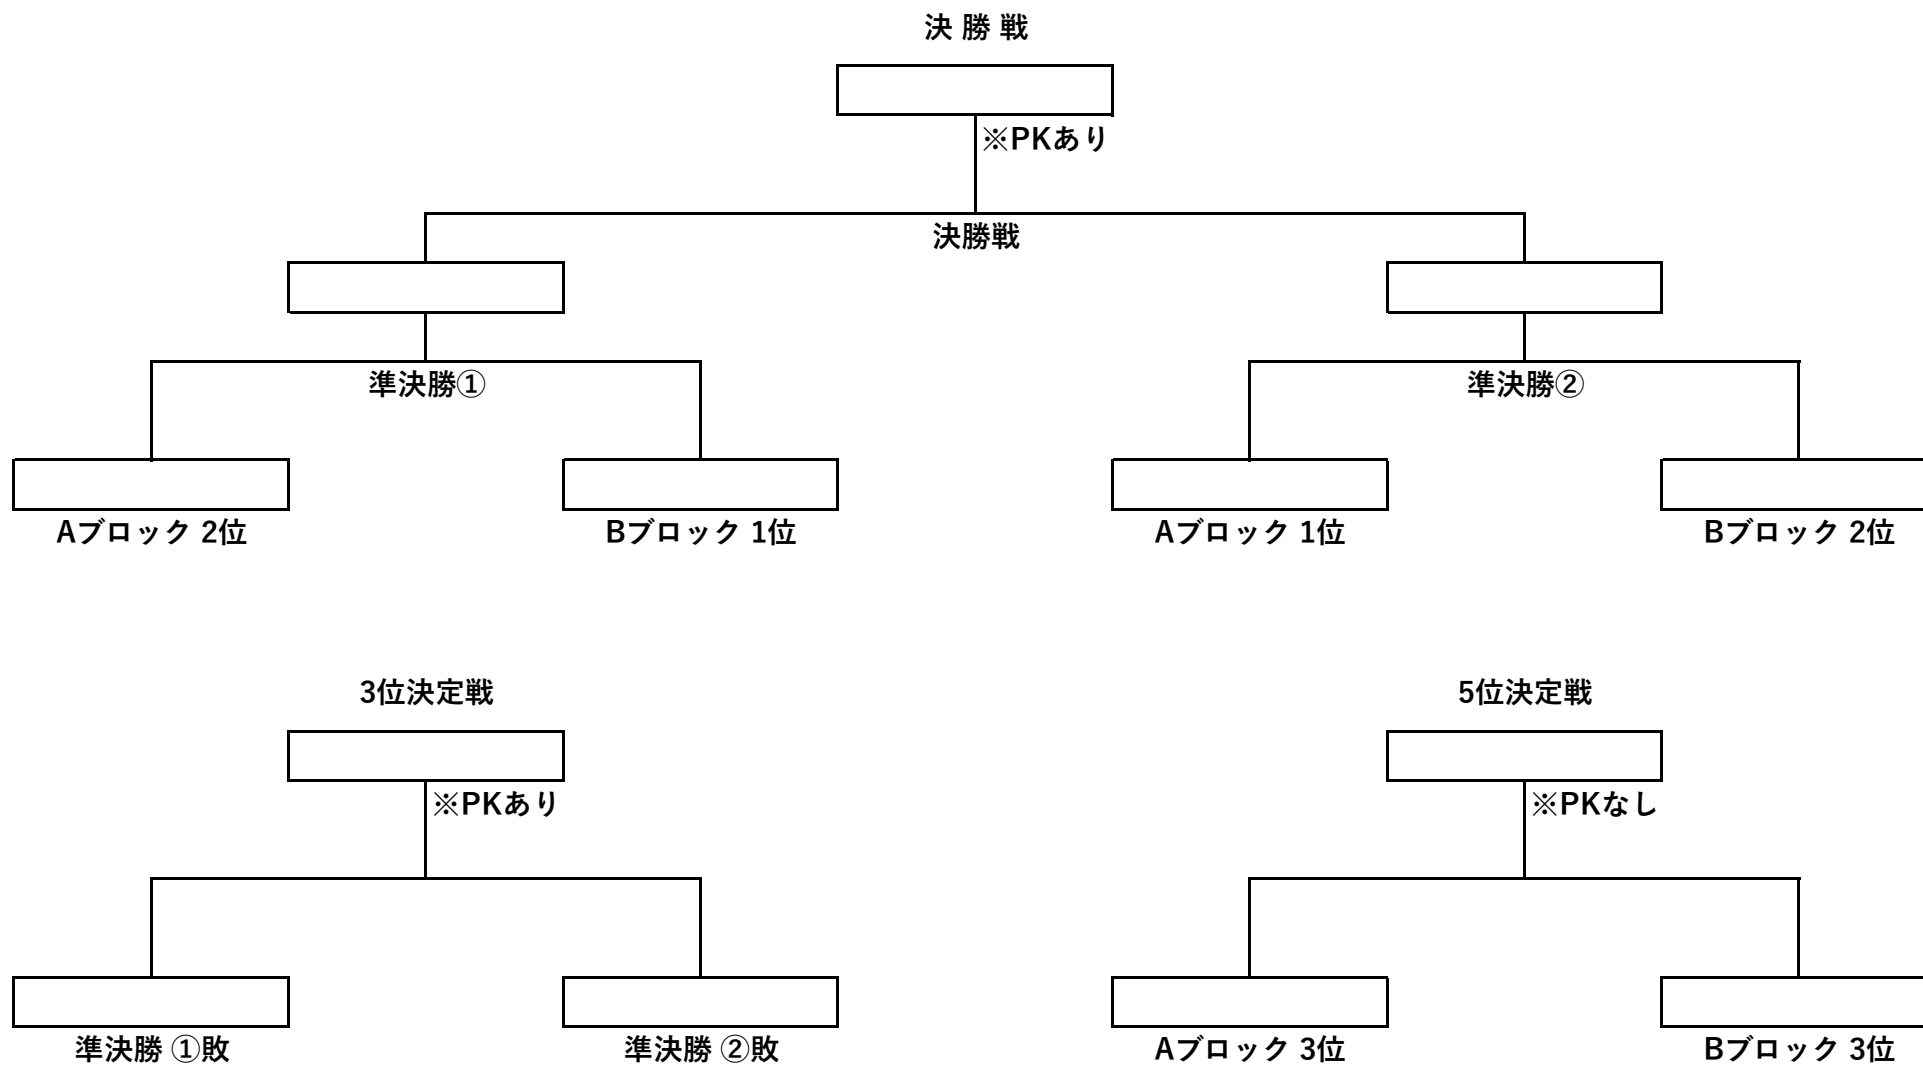 決 勝 戦
※PKあり
決勝戦
準決勝①
準決勝②
Aブロック 2位
Bブロック 1位
Aブロック 1位
Bブロック 2位
3位決定戦
5位決定戦
※PKあり
※PKなし
準決勝 ①敗
準決勝 ②敗
Aブロック 3位
Bブロック 3位